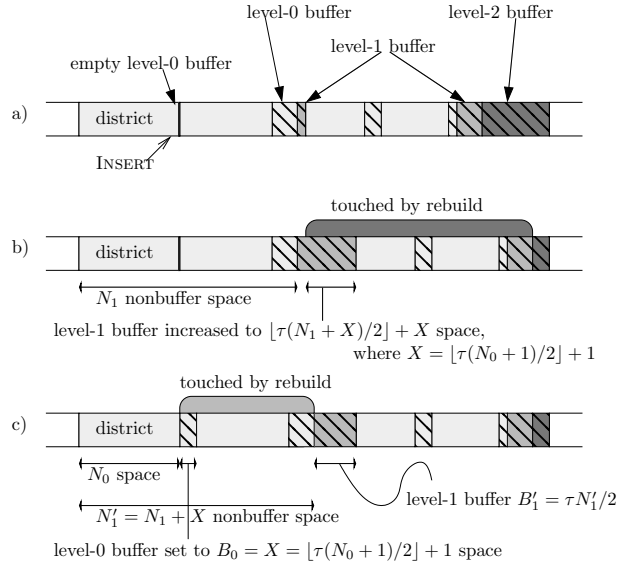 level-0 buffer
level-2 buffer
level-1 buffer
empty level-0 buffer
a)
district
INSERT
touched by rebuild
b)
district
N₁ nonbuffer space
level-1 buffer increased to ⌊τ(N₁ + X)/2⌋ + X space,
where X = ⌊τ(N₀ + 1)/2⌋ + 1
touched by rebuild
c)
district
N₀ space
level-1 buffer B′₁ = τN′₁/2
N′₁ = N₁ + X nonbuffer space
level-0 buffer set to B₀ = X = ⌊τ(N₀ + 1)/2⌋ + 1 space